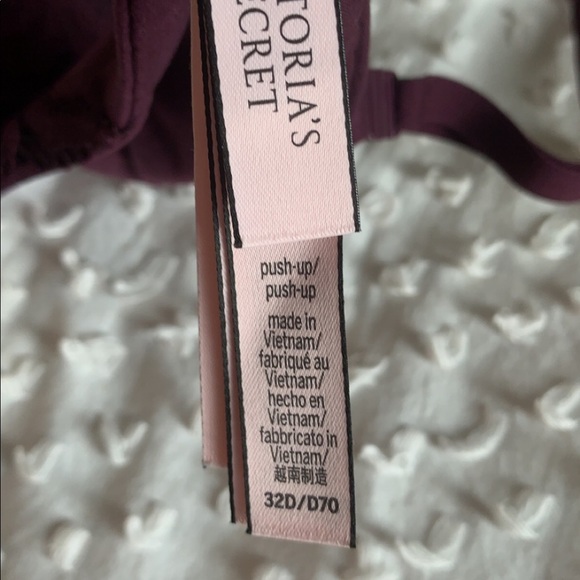 TORIA'S
ECRET
push-up/
push-up
made in
Vietnam/
fabriqué au
Vietnam/
hecho en
Vietnam/
fabbricato in
Vietnam/
越南制造
32D/D70